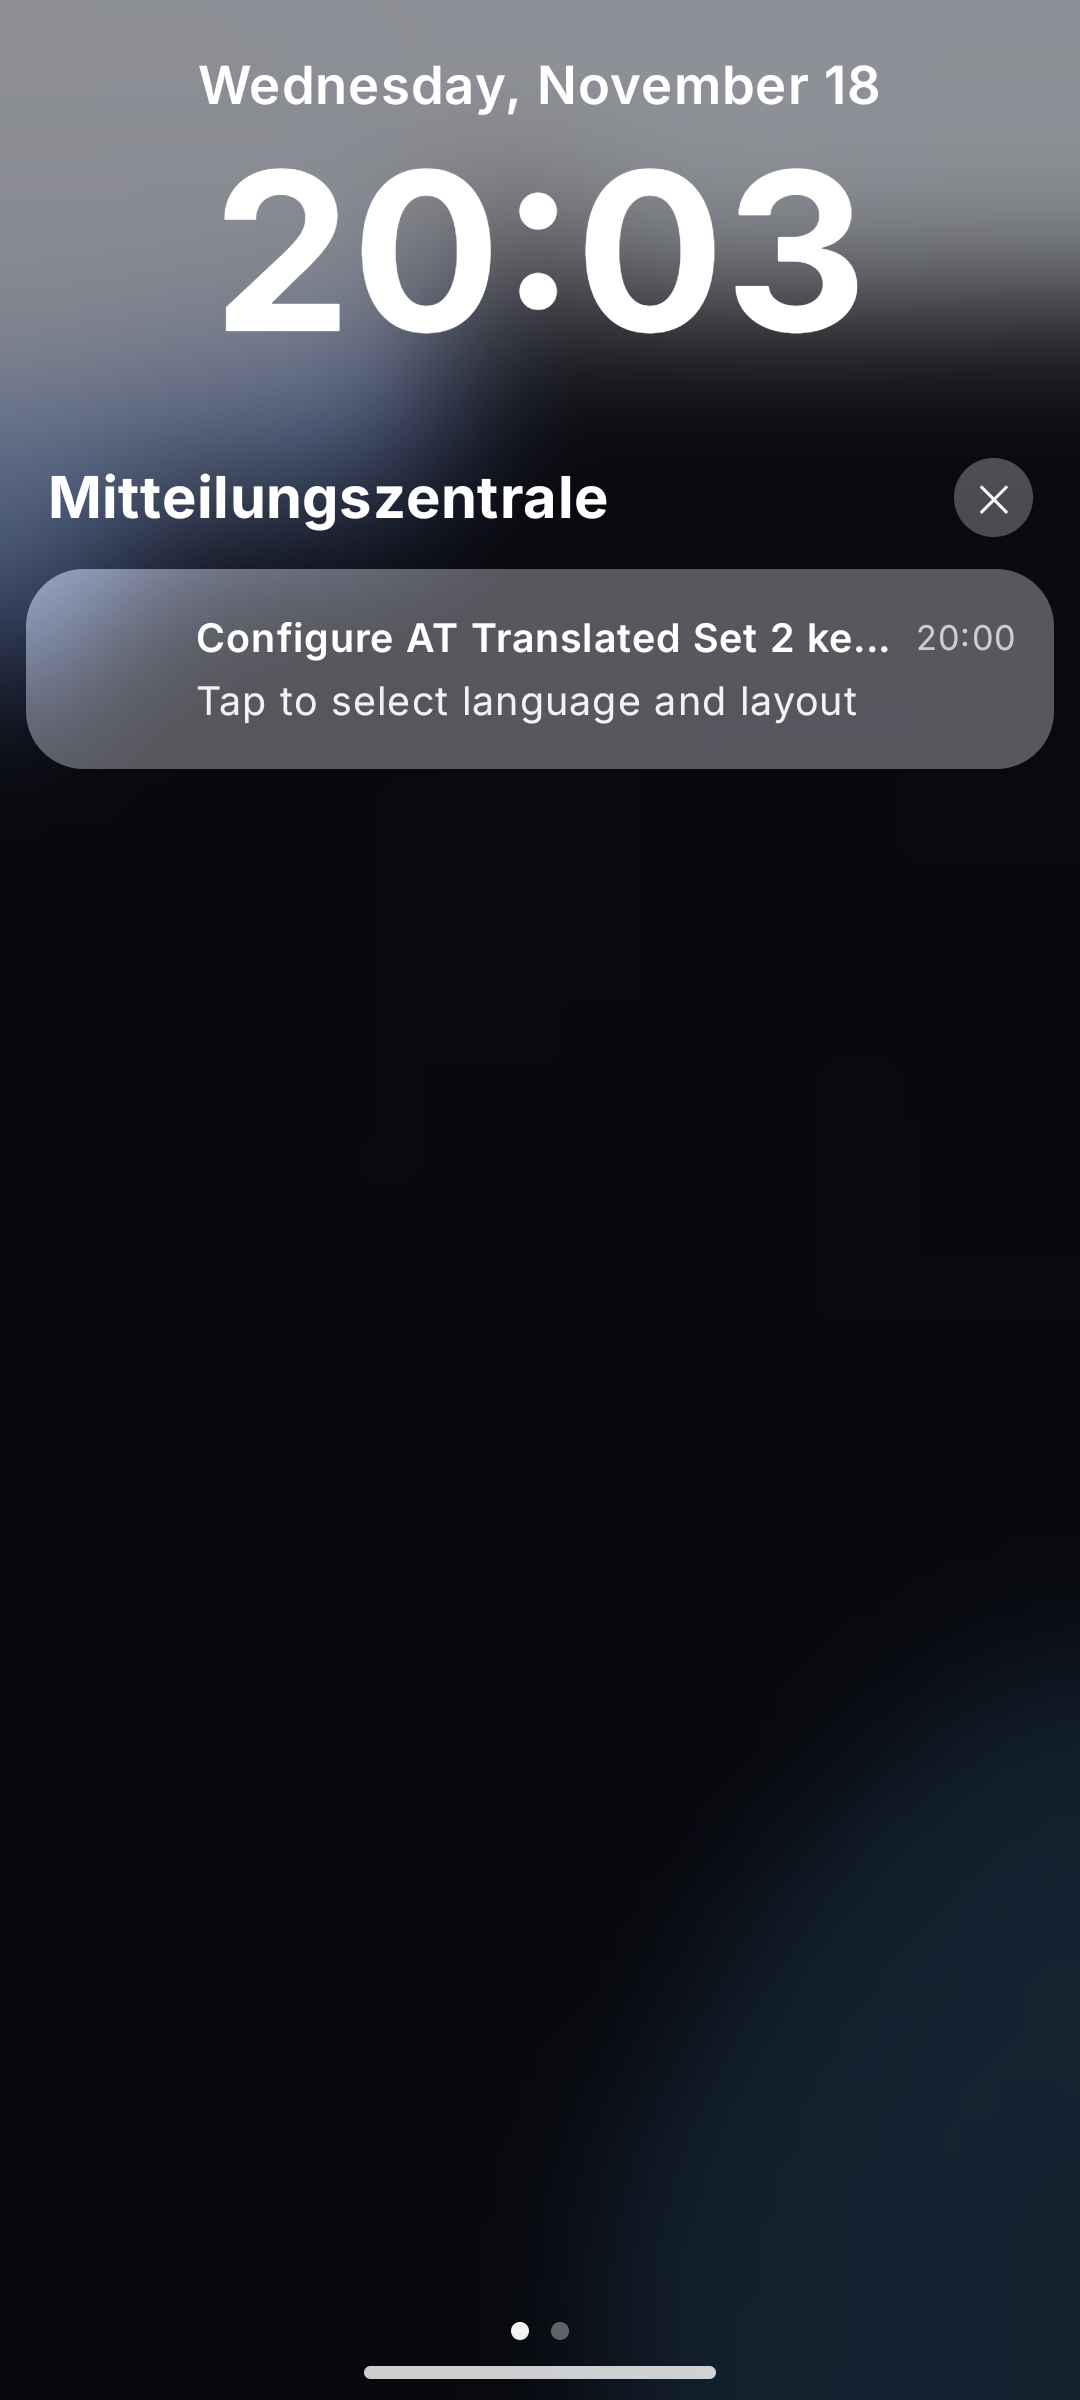 Wednesday, November 18
20:03
Mitteilungszentrale
Configure AT Translated Set 2 ke... 20:00
Tap to select language and layout